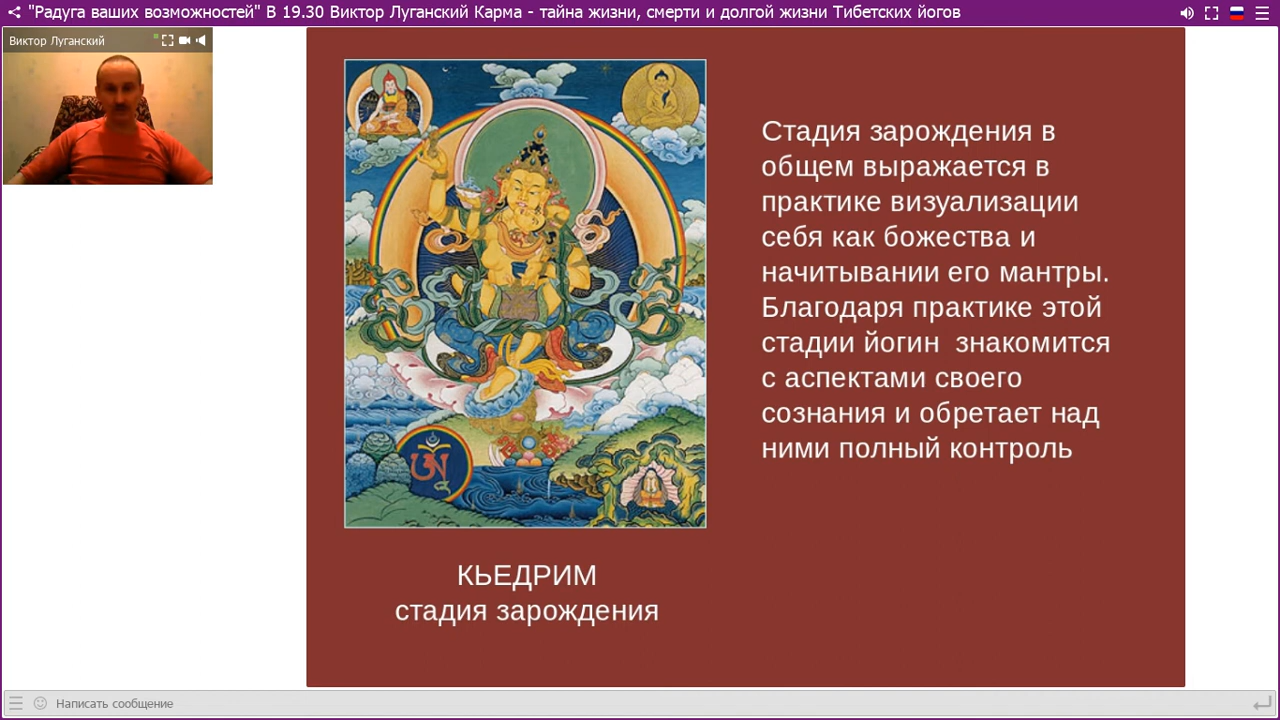 "Радуга ваших возможностей" В 19.30 Виктор Луганский Карма - тайна жизни, смерти и долгой жизни Тибетских йогов
Виктор Луганский
Стадия зарождения в
общем выражается в
практике визуализации
себя как божества и
начитывании его мантры.
Благодаря практике этой
стадии йогин  знакомится
с аспектами своего
сознания и обретает над
ними полный контроль
КЬЕДРИМ
стадия зарождения
Написать сообщение